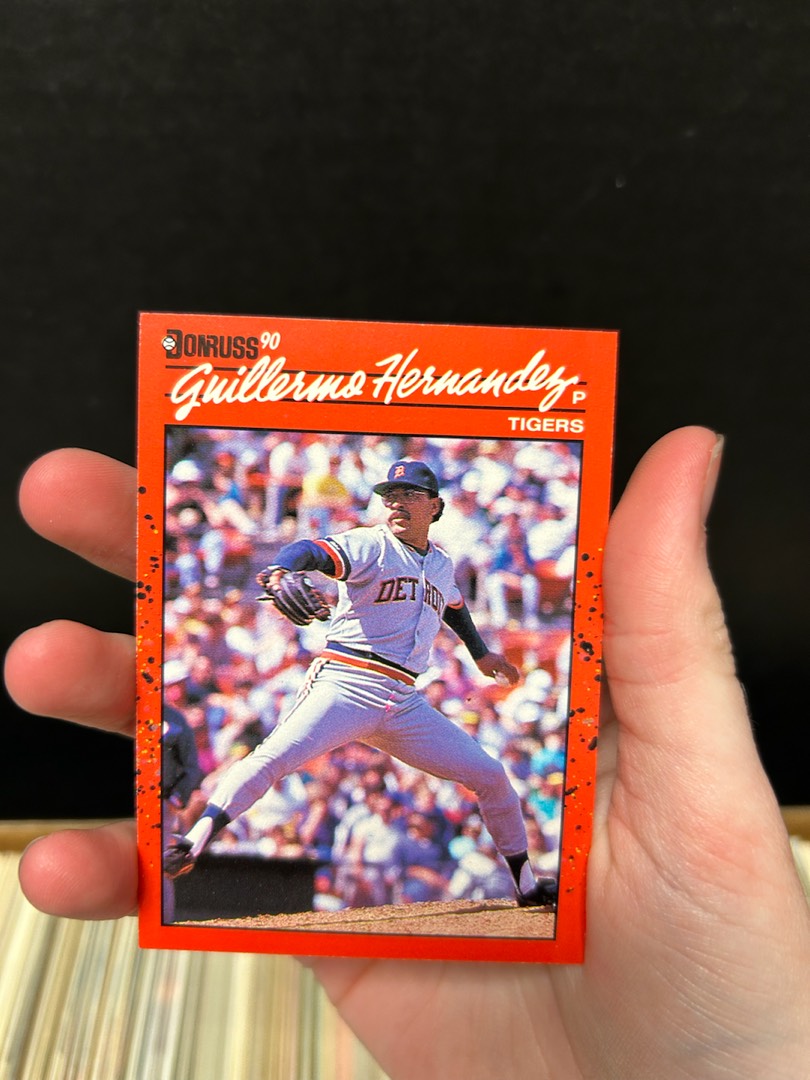 DONRUSS 90
Guillermo Hernandez P
TIGERS
DETROIT